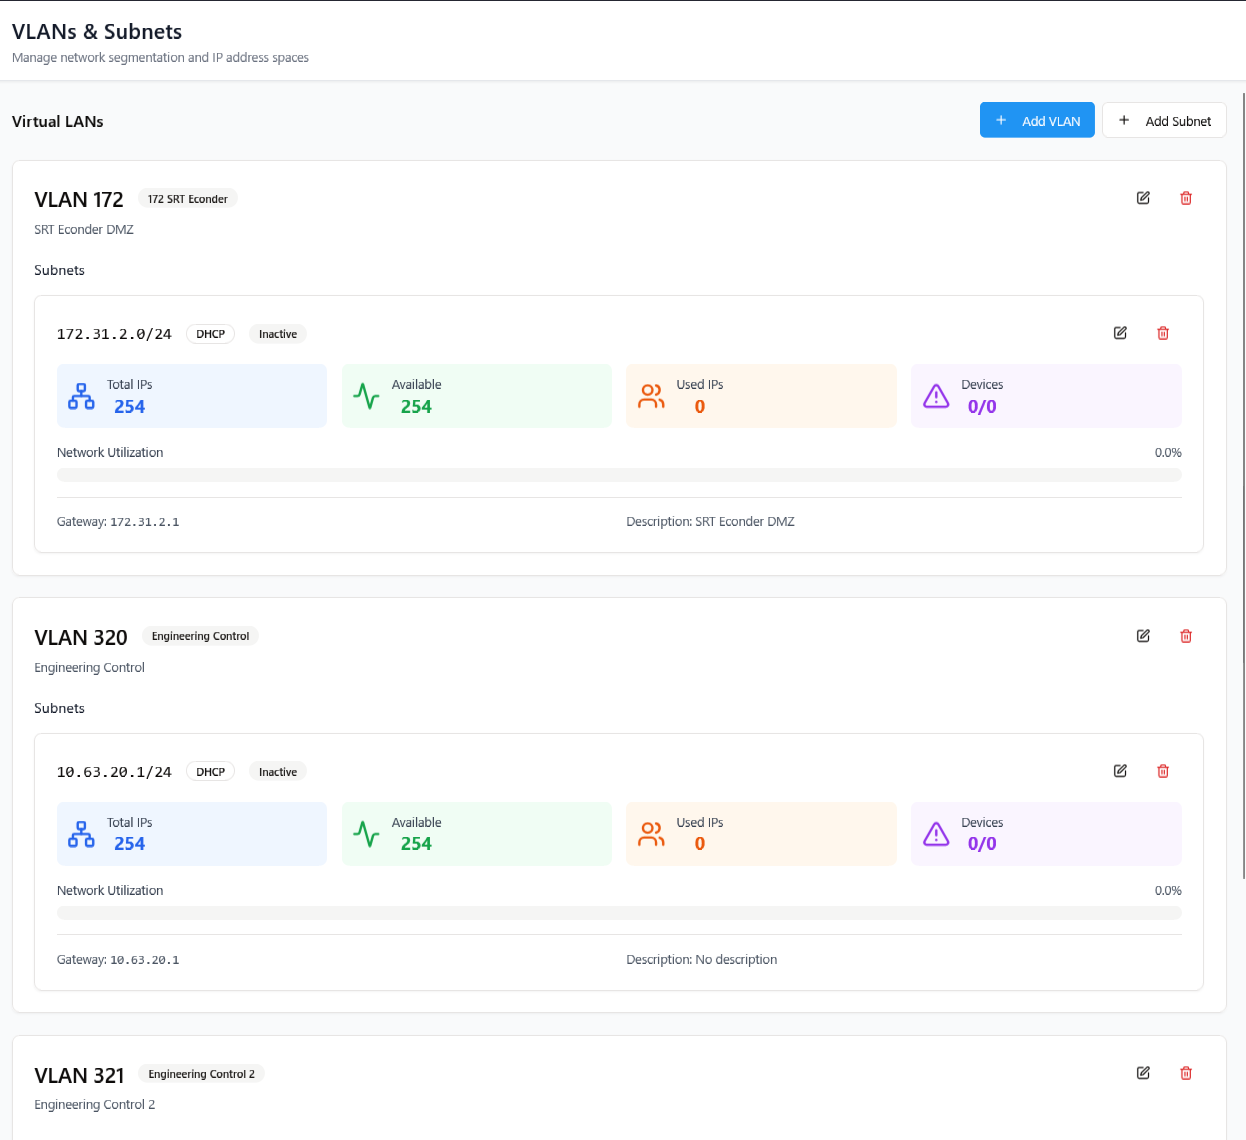 VLANs & Subnets
Manage network segmentation and IP address spaces
Virtual LANs
+ Add VLAN
+ Add Subnet
VLAN 172
172 SRT Econder
SRT Econder DMZ
Subnets
172.31.2.0/24
DHCP
Inactive
Total IPs
254
Available
254
Used IPs
0
Devices
0/0
Network Utilization
0.0%
Gateway: 172.31.2.1
Description: SRT Econder DMZ
VLAN 320
Engineering Control
Engineering Control
Subnets
10.63.20.1/24
DHCP
Inactive
Total IPs
254
Available
254
Used IPs
0
Devices
0/0
Network Utilization
0.0%
Gateway: 10.63.20.1
Description: No description
VLAN 321
Engineering Control 2
Engineering Control 2